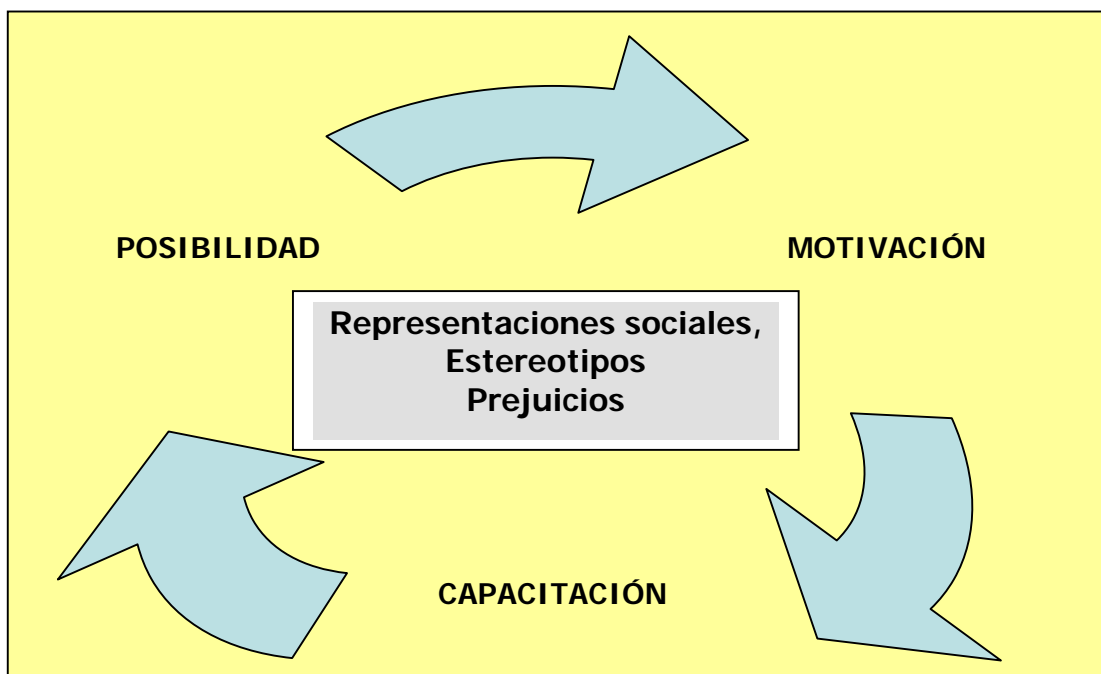 POSIBILIDAD
MOTIVACIÓN
Representaciones sociales,
Estereotipos
Prejuicios
CAPACITACIÓN